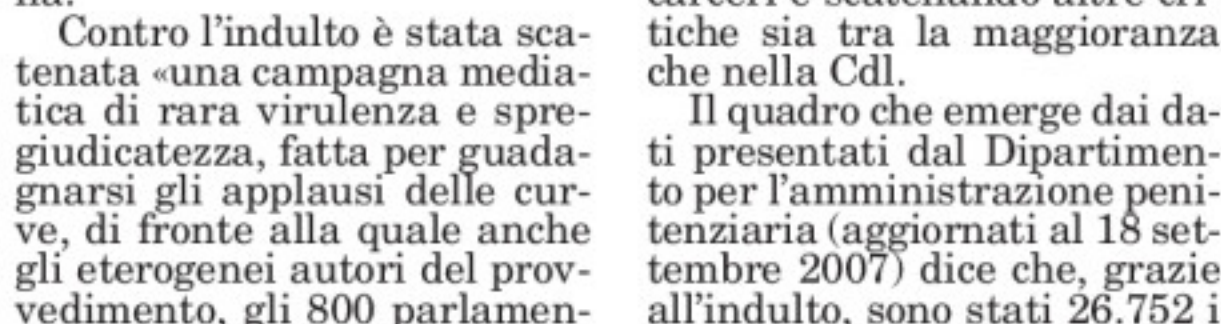 Contro l'indulto è stata sca-
tenata «una campagna media-
tica di rara virulenza e spre-
giudicatezza, fatta per guada-
gnarsi gli applausi delle cur-
ve, di fronte alla quale anche
gli eterogenei autori del prov-
vedimento, gli 800 parlamen-
tiche sia tra la maggioranza
che nella Cdl.
Il quadro che emerge dai da-
ti presentati dal Dipartimen-
to per l'amministrazione peni-
tenziaria (aggiornati al 18 set-
tembre 2007) dice che, grazie
all'indulto, sono stati 26.752 i